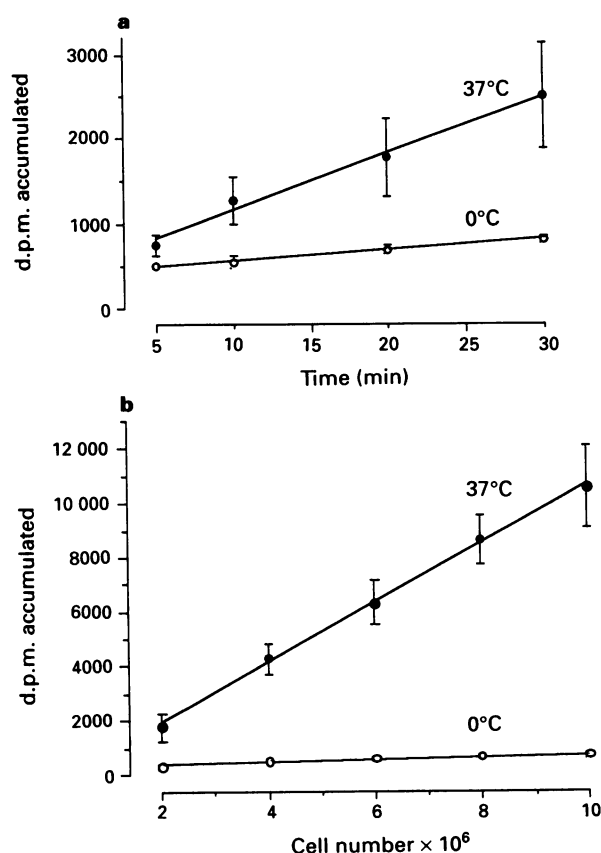 a
3000
2000
1000
0
d.p.m. accumulated
37°C
0°C
5 10 15 20 25 30
Time (min)
b
12 000
10 000
8000
6000
4000
2000
0
d.p.m. accumulated
37°C
0°C
2 4 6 8 10
Cell number × 10⁶